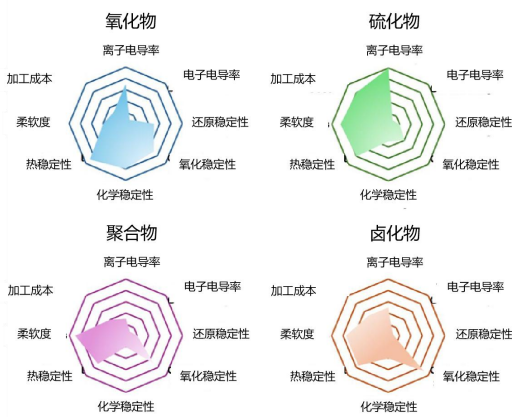 氧化物
硫化物
离子电导率
离子电导率
加工成本
电子电导率
加工成本
电子电导率
柔软度
还原稳定性
柔软度
还原稳定性
热稳定性
氧化稳定性
热稳定性
氧化稳定性
化学稳定性
化学稳定性
聚合物
卤化物
离子电导率
离子电导率
加工成本
电子电导率
加工成本
电子电导率
柔软度
还原稳定性
柔软度
还原稳定性
热稳定性
氧化稳定性
热稳定性
氧化稳定性
化学稳定性
化学稳定性